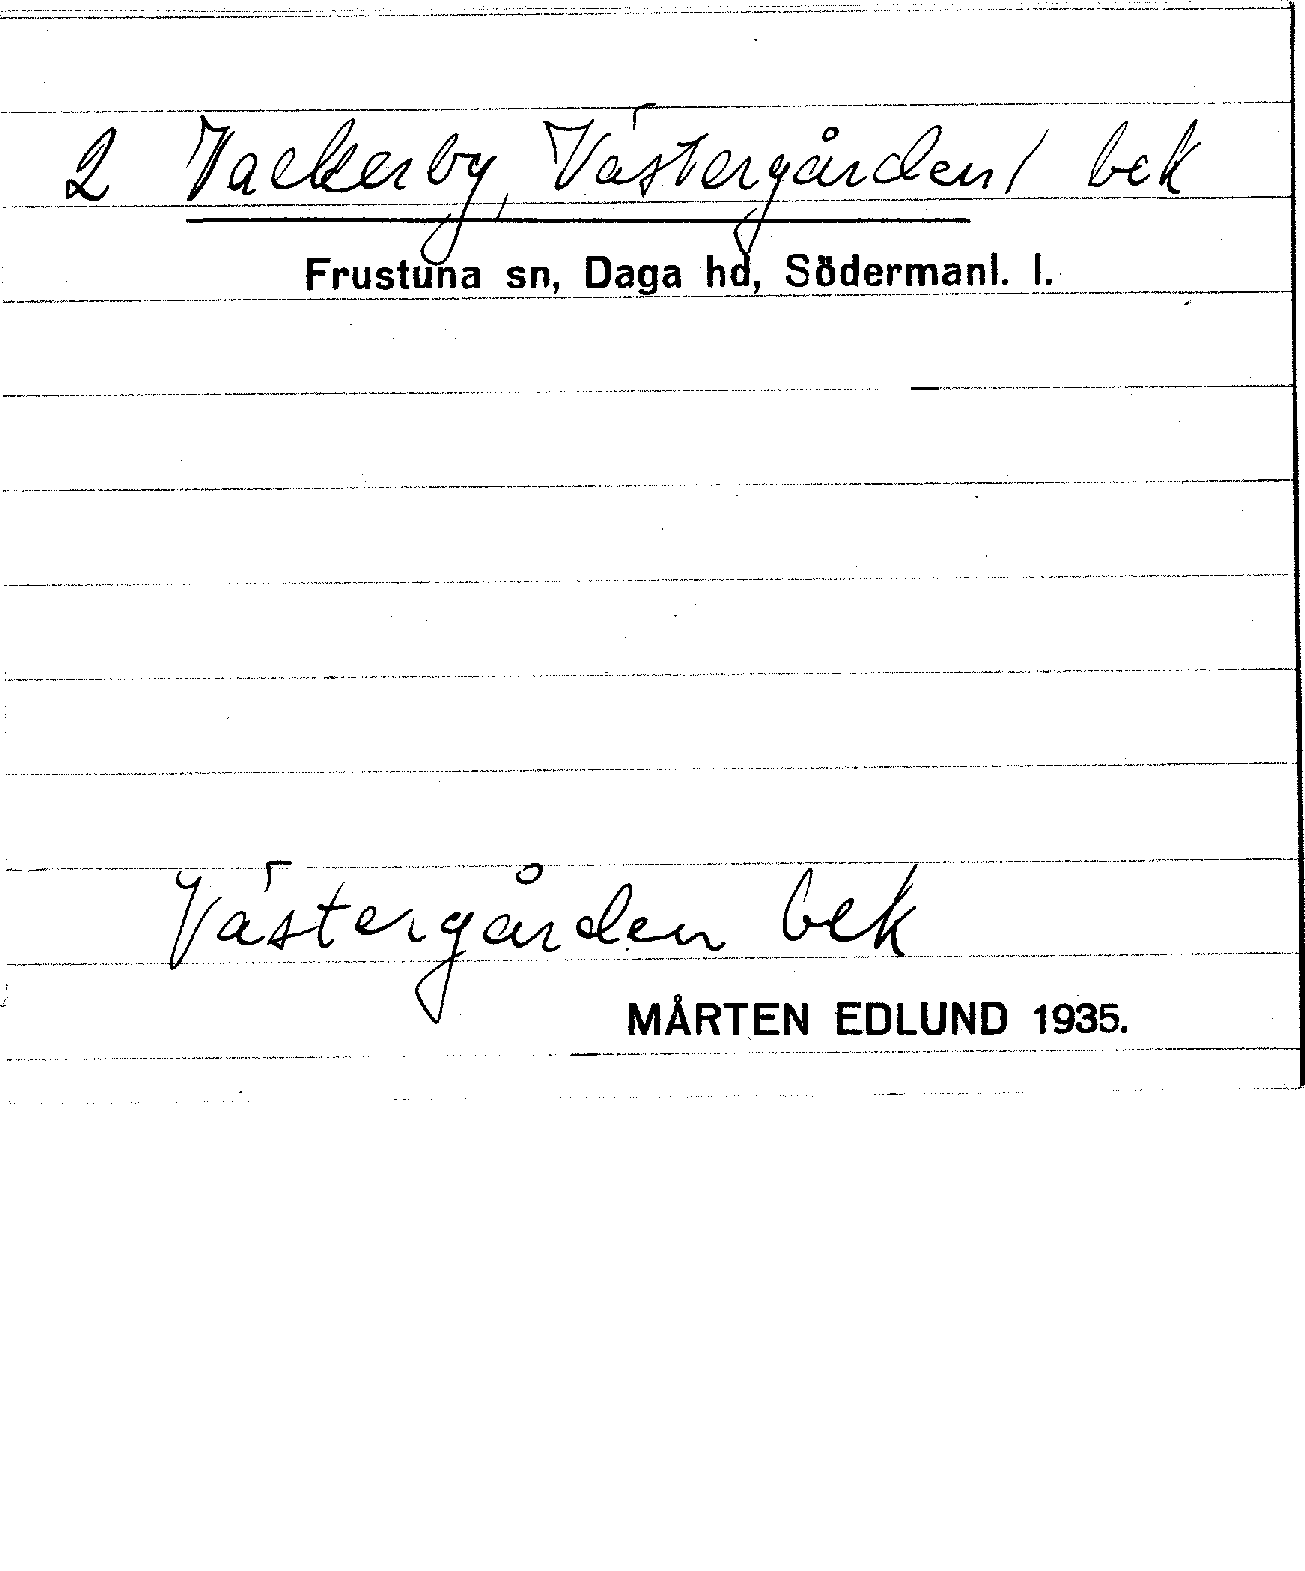 2 Vackerby, Västergården/ bek
Frustuna sn, Daga hd, Södermanl. l.
Västergården bek
MÅRTEN EDLUND 1935.